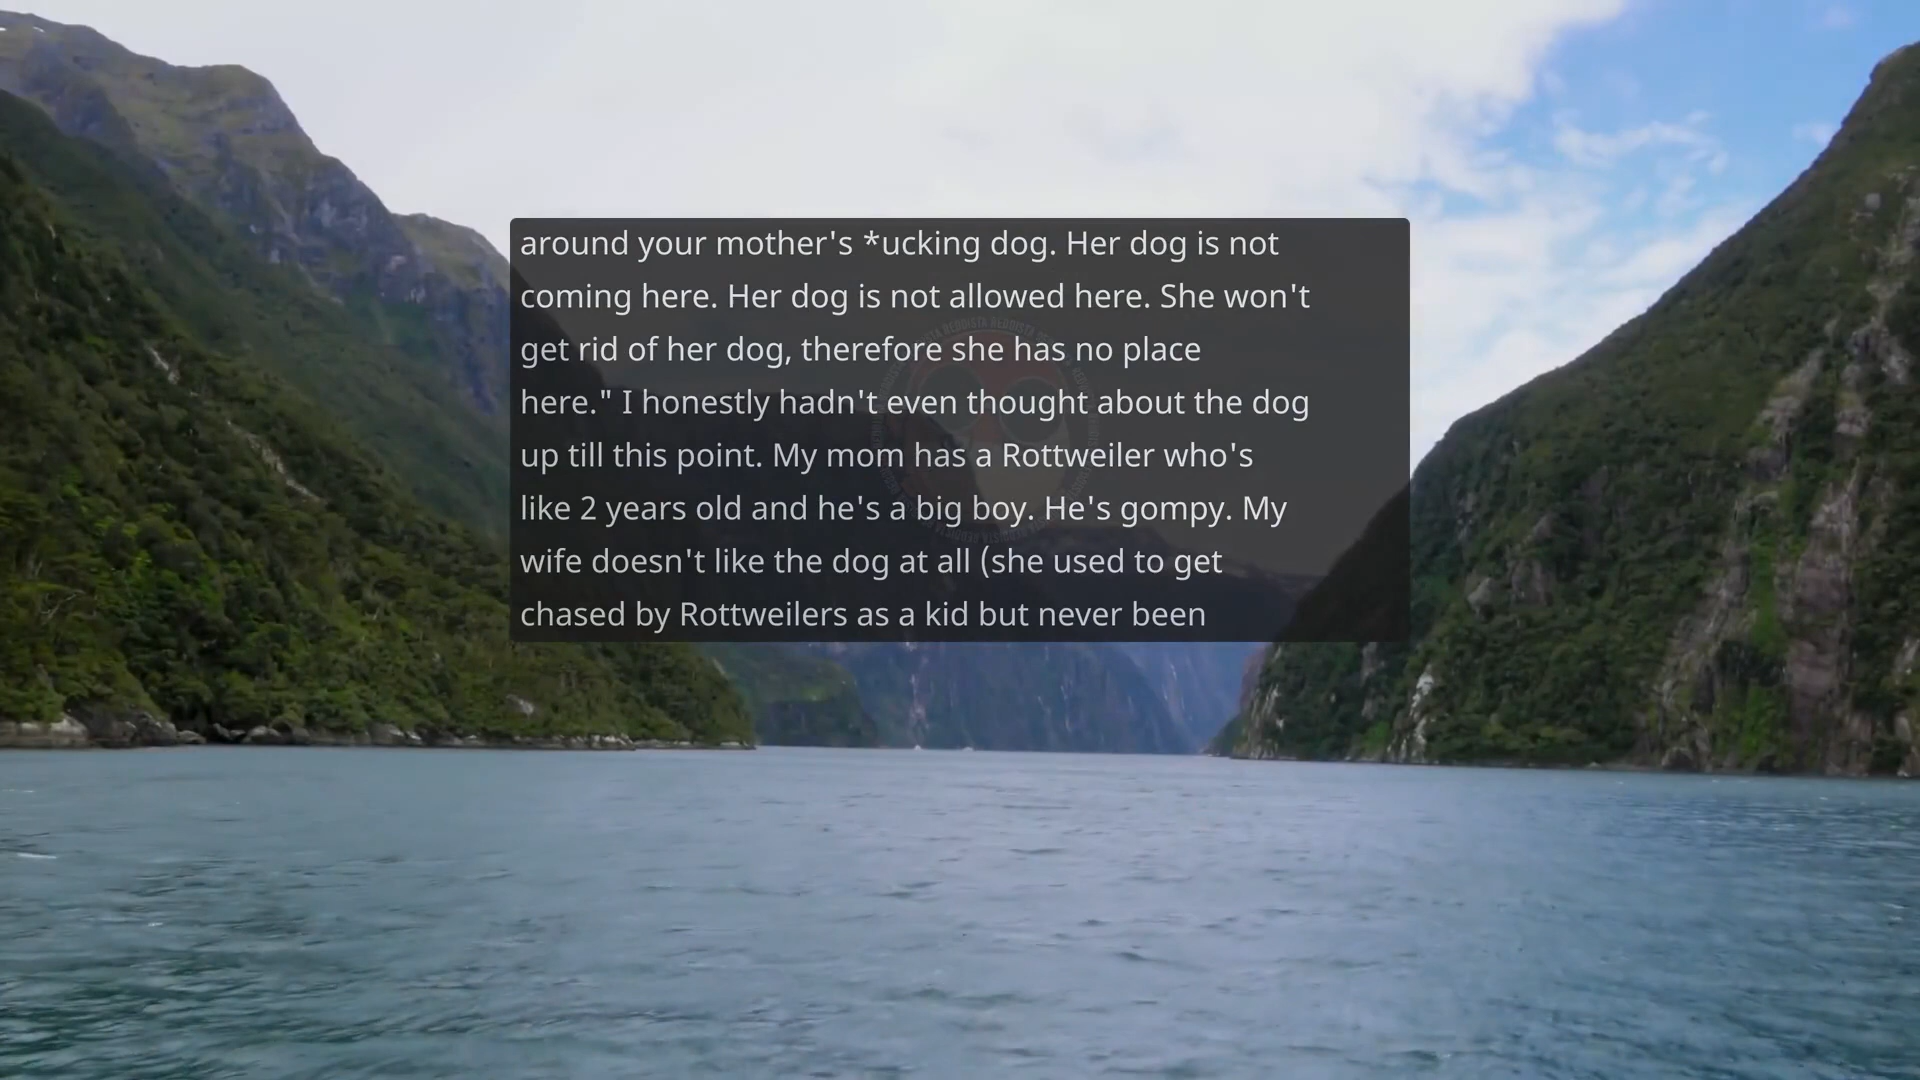 around your mother's *ucking dog. Her dog is not
coming here. Her dog is not allowed here. She won't
get rid of her dog, therefore she has no place
here." I honestly hadn't even thought about the dog
up till this point. My mom has a Rottweiler who's
like 2 years old and he's a big boy. He's gompy. My
wife doesn't like the dog at all (she used to get
chased by Rottweilers as a kid but never been